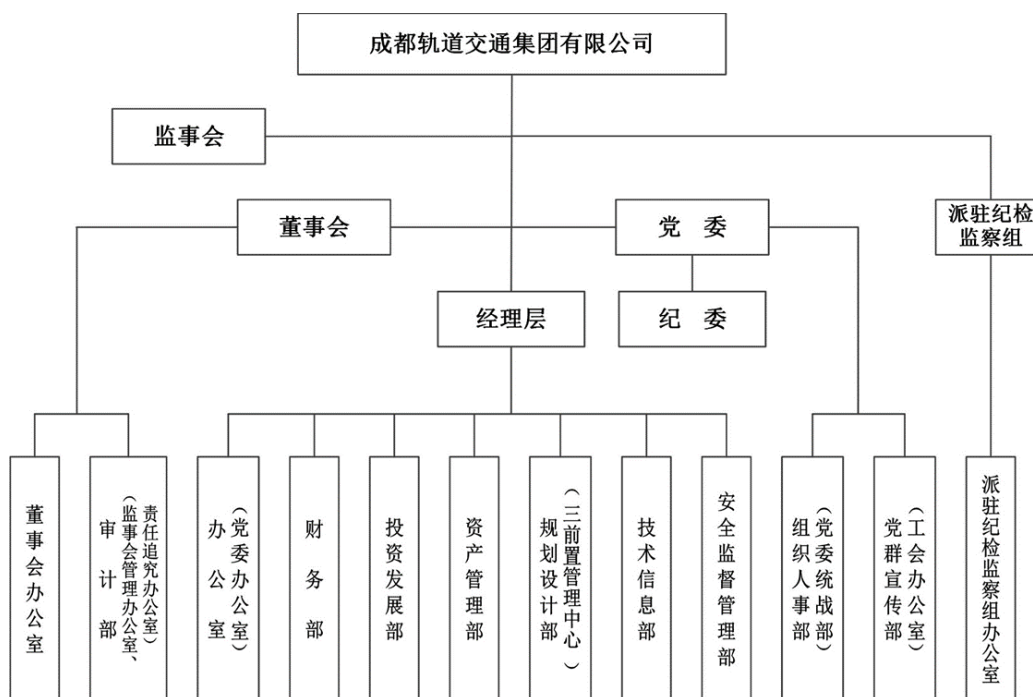 成都轨道交通集团有限公司
监事会
董事会
党 委
派驻纪检
监察组
经理层
纪 委
董事会办公室
审计部
(监事会管理办公室、
责任追究办公室)
办公室
(党委办公室)
财务部
投资发展部
资产管理部
规划设计部
(三前置管理中心)
技术信息部
安全监督管理部
组织人事部
(党委统战部)
党群宣传部
(工会办公室)
派驻纪检监察组办公室